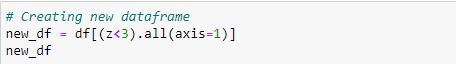 # Creating new dataframe
new_df = df[(z<3).all(axis=1)]
new_df